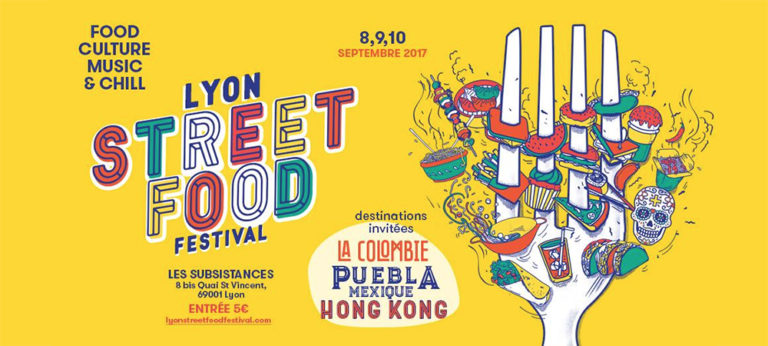 FOOD
CULTURE
MUSIC
& CHILL
8,9,10
SEPTEMBRE 2017
LYON
STREET
FOOD
FESTIVAL
LES SUBSISTANCES
8 bis Quai St Vincent,
69001 Lyon
ENTRÉE 5€
lyonstreetfoodfestival.com
destinations
invitées
LA COLOMBIE
PUEBLA
MEXIQUE
HONG KONG